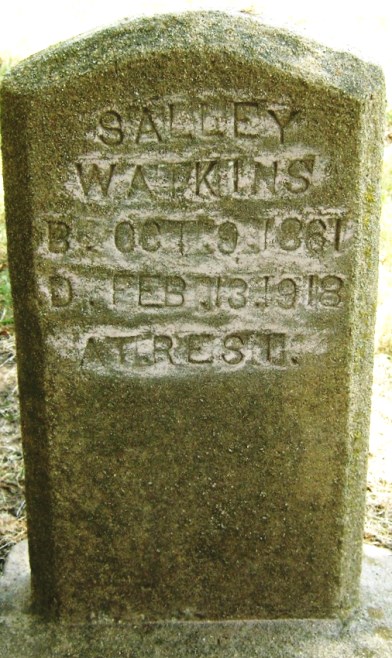 SALLEY
WATKINS
B. OCT. 9. 1861
D. FEB. 13. 1918
AT. REST.